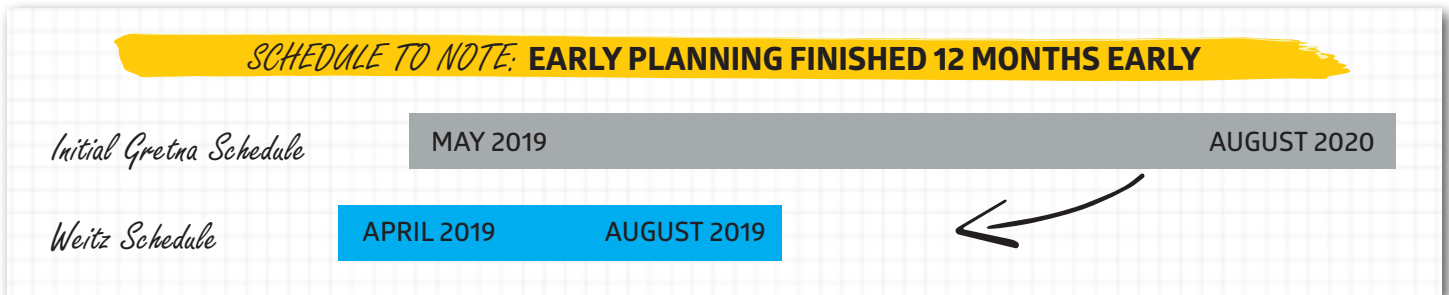 SCHEDULE TO NOTE: EARLY PLANNING FINISHED 12 MONTHS EARLY
Initial Gretna Schedule MAY 2019 AUGUST 2020
Weitz Schedule APRIL 2019 AUGUST 2019